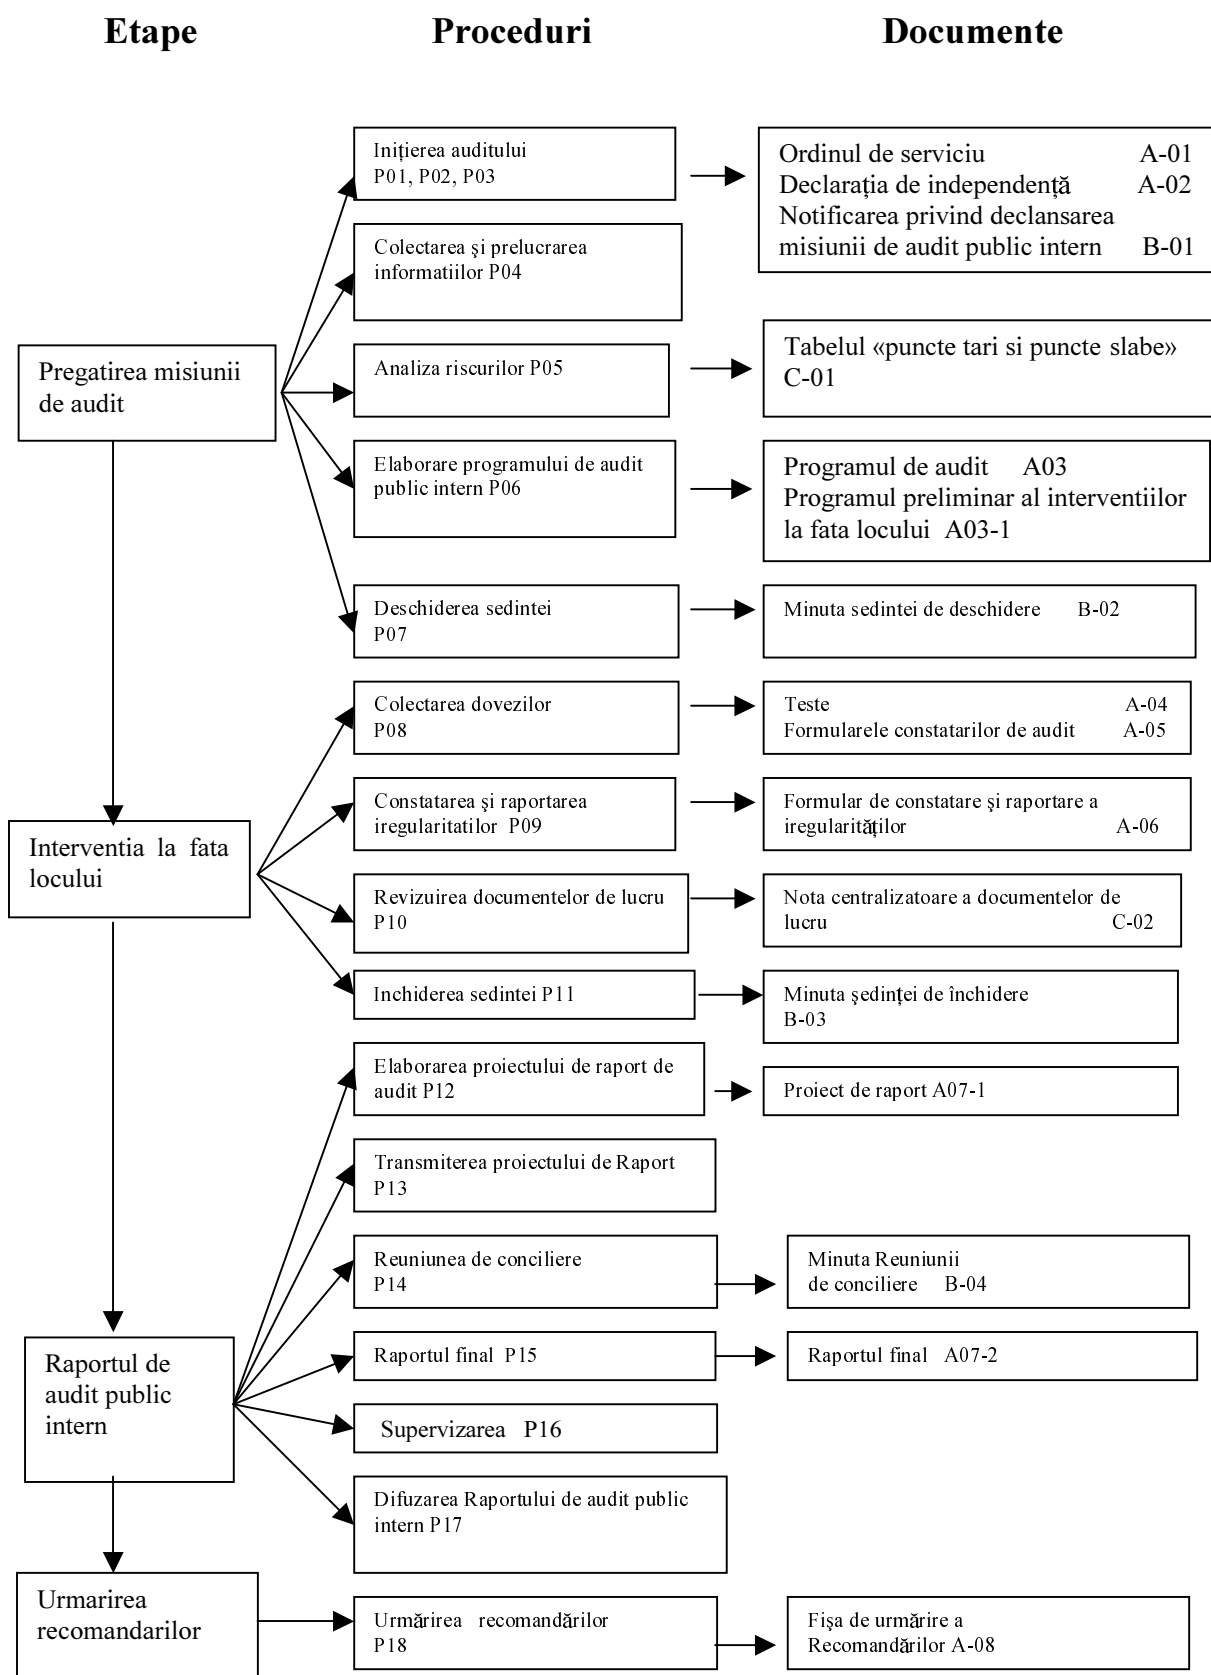 Etape Proceduri Documente
Iniţierea auditului
P01, P02, P03
Ordinul de serviciu A-01
Declaraţia de independenţă A-02
Notificarea privind declansarea
misiunii de audit public intern B-01
Colectarea şi prelucrarea
informatiilor P04
Pregatirea misiunii
de audit
Analiza riscurilor P05
Tabelul «puncte tari si puncte slabe»
C-01
Elaborare programului de audit
public intern P06
Programul de audit A03
Programul preliminar al interventiilor
la fata locului A03-1
Deschiderea sedintei
P07
Minuta sedintei de deschidere B-02
Colectarea dovezilor
P08
Teste A-04
Formularele constatarilor de audit A-05
Interventia la fata
locului
Constatarea şi raportarea
iregularitatilor P09
Formular de constatare şi raportare a
iregularităţilor A-06
Revizuirea documentelor de lucru
P10
Nota centralizatoare a documentelor de
lucru C-02
Inchiderea sedintei P11
Minuta şedinţei de închidere
B-03
Elaborarea proiectului de raport de
audit P12
Proiect de raport A07-1
Transmiterea proiectului de Raport
P13
Reuniunea de conciliere
P14
Minuta Reuniunii
de conciliere B-04
Raportul de
audit public
intern
Raportul final P15
Raportul final A07-2
Supervizarea P16
Difuzarea Raportului de audit public
intern P17
Urmarirea
recomandarilor
Urmărirea recomandărilor
P18
Fişa de urmărire a
Recomandărilor A-08